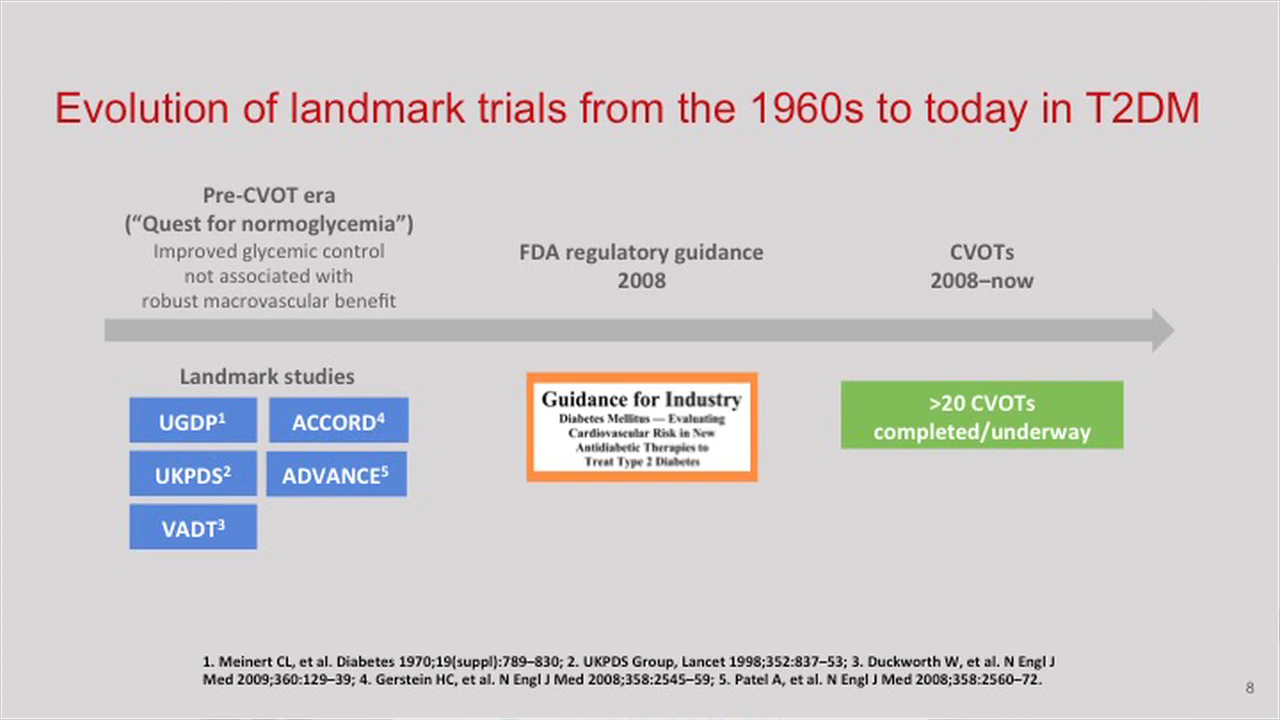 Evolution of landmark trials from the 1960s to today in T2DM
Pre-CVOT era
(“Quest for normoglycemia”)
Improved glycemic control
not associated with
robust macrovascular benefit
FDA regulatory guidance
2008
CVOTs
2008–now
Landmark studies
UGDP¹
ACCORD⁴
UKPDS²
ADVANCE⁵
VADT³
Guidance for Industry
Diabetes Mellitus — Evaluating
Cardiovascular Risk in New
Antidiabetic Therapies to
Treat Type 2 Diabetes
>20 CVOTs
completed/underway
1. Meinert CL, et al. Diabetes 1970;19(suppl):789–830; 2. UKPDS Group, Lancet 1998;352:837–53; 3. Duckworth W, et al. N Engl J
Med 2009;360:129–39; 4. Gerstein HC, et al. N Engl J Med 2008;358:2545–59; 5. Patel A, et al. N Engl J Med 2008;358:2560–72.
8